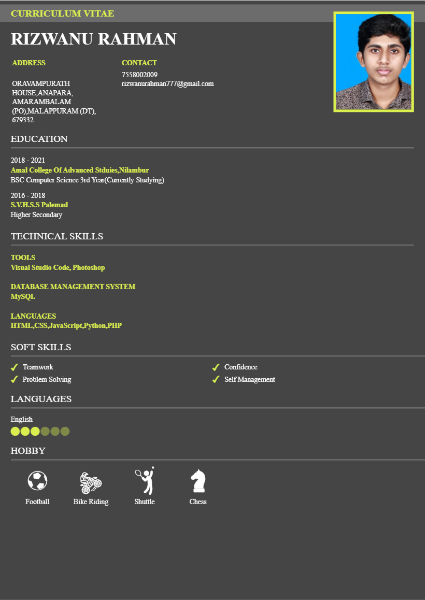 CURRICULUM VITAE
RIZWANU RAHMAN
ADDRESS
ORAVAMPURATH
HOUSE,ANAPARA,
AMARAMBALAM
(PO),MALAPPURAM (DT),
679332
CONTACT
7558002009
rizwanurahman777@gmail.com
EDUCATION
2018 - 2021
Amal College Of Advanced Stduies,Nilambur
BSC Computer Science 3rd Year(Currently Studying)
2016 - 2018
S.V.H.S.S Palemad
Higher Secondary
TECHNICAL SKILLS
TOOLS
Visual Studio Code, Photoshop
DATABASE MANAGEMENT SYSTEM
MySQL
LANGUAGES
HTML,CSS,JavaScript,Python,PHP
SOFT SKILLS
Teamwork
Confidence
Problem Solving
Self Management
LANGUAGES
English
HOBBY
Football
Bike Riding
Shuttle
Chess